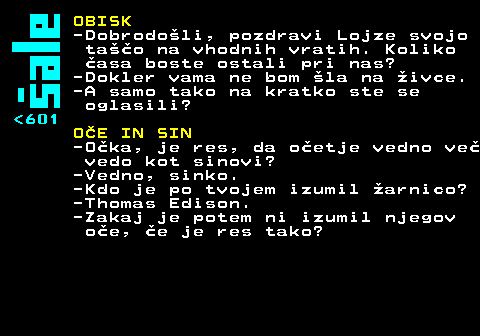 Šale
<601
OBISK
-Dobrodošli, pozdravi Lojze svojo
taščo na vhodnih vratih. Koliko
časa boste ostali pri nas?
-Dokler vama ne bom šla na živce.
-A samo tako na kratko ste se
oglasili?
OČE IN SIN
-Očka, je res, da očetje vedno več
vedo kot sinovi?
-Vedno, sinko.
-Kdo je po tvojem izumil žarnico?
-Thomas Edison.
-Zakaj je potem ni izumil njegov
oče, če je res tako?